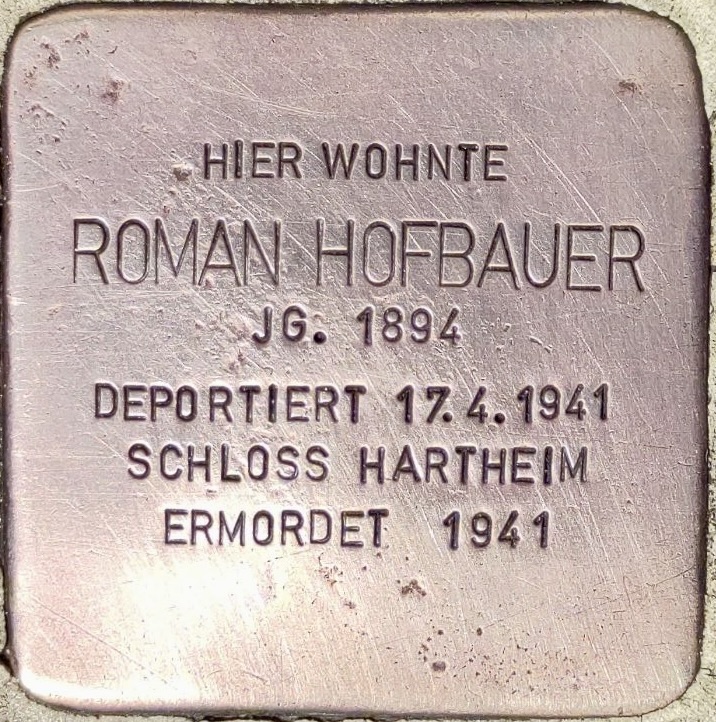 HIER WOHNTE
ROMAN HOFBAUER
JG. 1894
DEPORTIERT 17.4.1941
SCHLOSS HARTHEIM
ERMORDET 1941